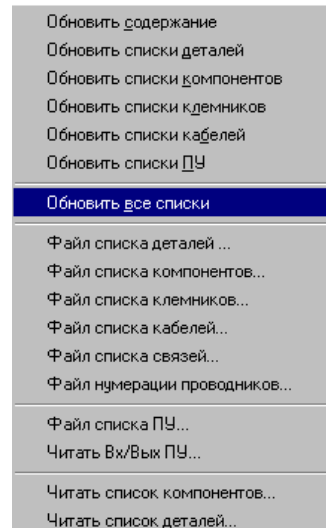 Обновить содержание
Обновить списки деталей
Обновить списки компонентов
Обновить списки клемников
Обновить списки кабелей
Обновить списки ПУ
Обновить все списки
Файл списка деталей ...
Файл списка компонентов...
Файл списка клемников...
Файл списка кабелей...
Файл списка связей...
Файл нумерации проводников...
Файл списка ПУ...
Читать Вх/Вых ПУ...
Читать список компонентов...
Читать список деталей...